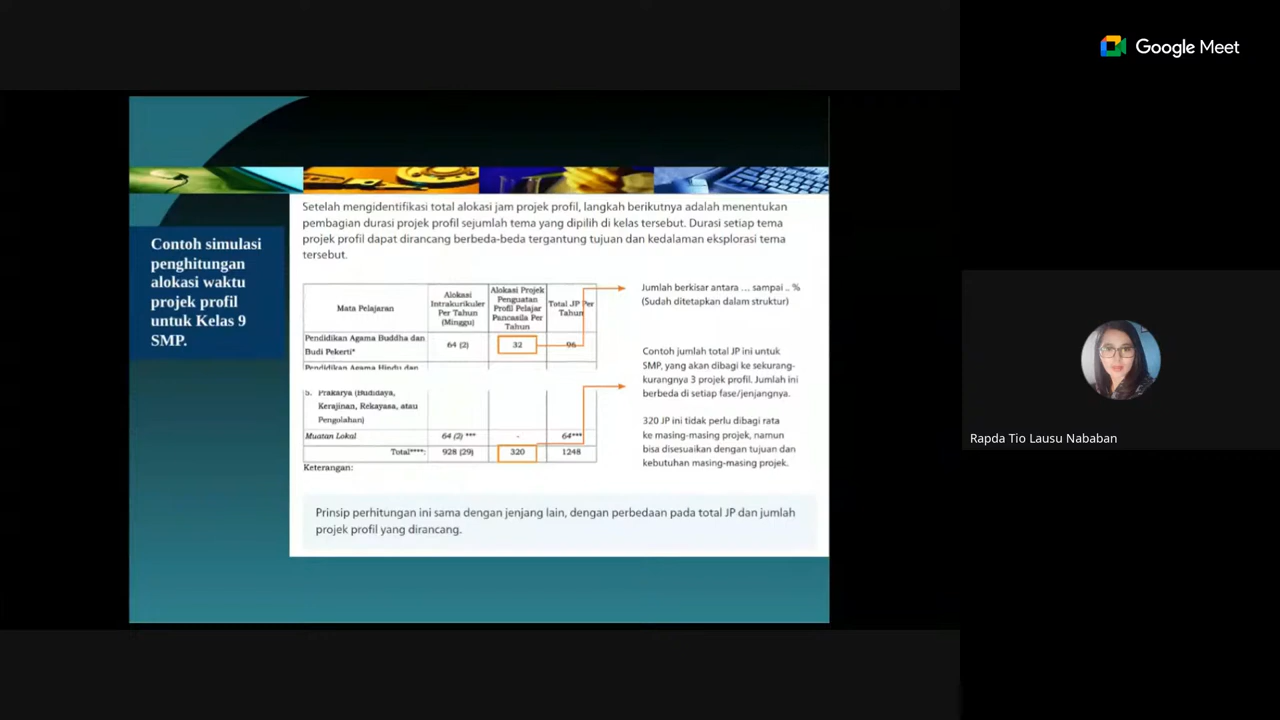 Google Meet
Contoh simulasi
penghitungan
alokasi waktu
projek profil
untuk Kelas 9
SMP.
Setelah mengidentifikasi total alokasi jam projek profil, langkah berikutnya adalah menentukan
pembagian durasi projek profil sejumlah tema yang dipilih di kelas tersebut. Durasi setiap tema
projek profil dapat dirancang berbeda-beda tergantung tujuan dan kedalaman eksplorasi tema
tersebut.
Mata Pelajaran
Alokasi
Intrakurikuler
Per Tahun
(Minggu)
Alokasi Projek
Penguatan
Profil Pelajar
Pancasila Per
Tahun
Total JP Per
Tahun
Pendidikan Agama Buddha dan
Budi Pekerti*
64 (2)
32
96
Pendidikan Agama Hindu dan
5. Prakarya (Budidaya,
Kerajinan, Rekayasa, atau
Pengolahan)
Muatan Lokal
64 (2) ***
-
64***
Total****:
928 (29)
320
1248
Keterangan:
Jumlah berkisar antara ... sampai .. %
(Sudah ditetapkan dalam struktur)
Contoh jumlah total JP ini untuk
SMP, yang akan dibagi ke sekurang-
kurangnya 3 projek profil. Jumlah ini
berbeda di setiap fase/jenjangnya.
320 JP ini tidak perlu dibagi rata
ke masing-masing projek, namun
bisa disesuaikan dengan tujuan dan
kebutuhan masing-masing projek.
Prinsip perhitungan ini sama dengan jenjang lain, dengan perbedaan pada total JP dan jumlah
projek profil yang dirancang.
Rapda Tio Lausu Nababan